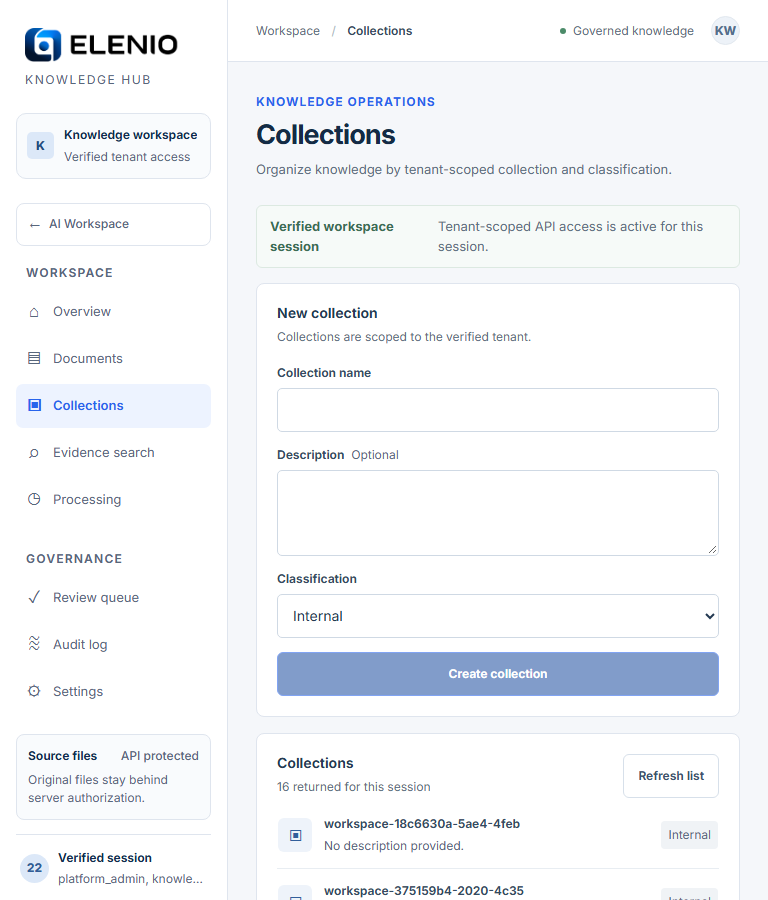 ELENIO
KNOWLEDGE HUB
K
Knowledge workspace
Verified tenant access
← AI Workspace
WORKSPACE
Overview
Documents
Collections
Evidence search
Processing
GOVERNANCE
Review queue
Audit log
Settings
Source files API protected
Original files stay behind
server authorization.
22
Verified session
platform_admin, knowle...
Workspace / Collections
Governed knowledge
KW
KNOWLEDGE OPERATIONS
Collections
Organize knowledge by tenant-scoped collection and classification.
Verified workspace
session
Tenant-scoped API access is active for this
session.
New collection
Collections are scoped to the verified tenant.
Collection name
Description Optional
Classification
Internal
Create collection
Collections
16 returned for this session
Refresh list
workspace-18c6630a-5ae4-4feb
No description provided.
Internal
workspace-375159b4-2020-4c35
Internal